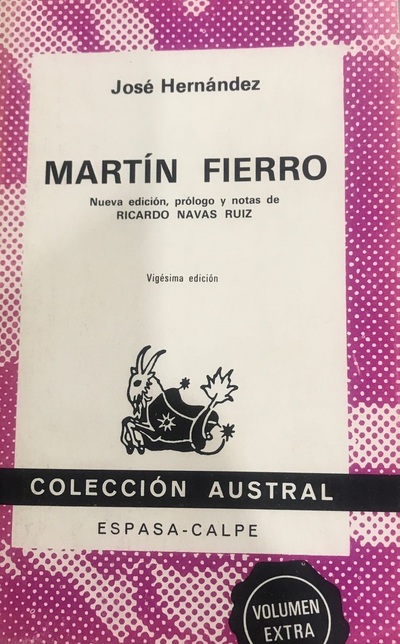 José Hernández
MARTÍN FIERRO
Nueva edición, prólogo y notas de
RICARDO NAVAS RUIZ
Vigésima edición
COLECCIÓN AUSTRAL
ESPASA-CALPE
VOLUMEN
EXTRA